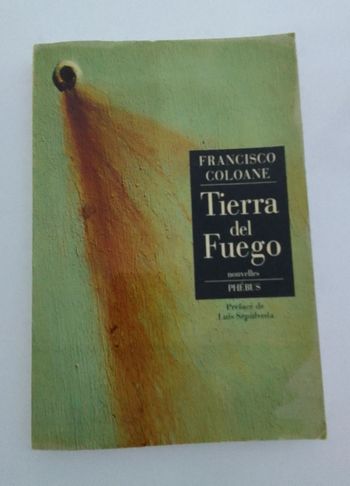 FRANCISCO
COLOANE
Tierra
del
Fuego
nouvelles
PHÉBUS
Préface de
Luis Sepúlveda